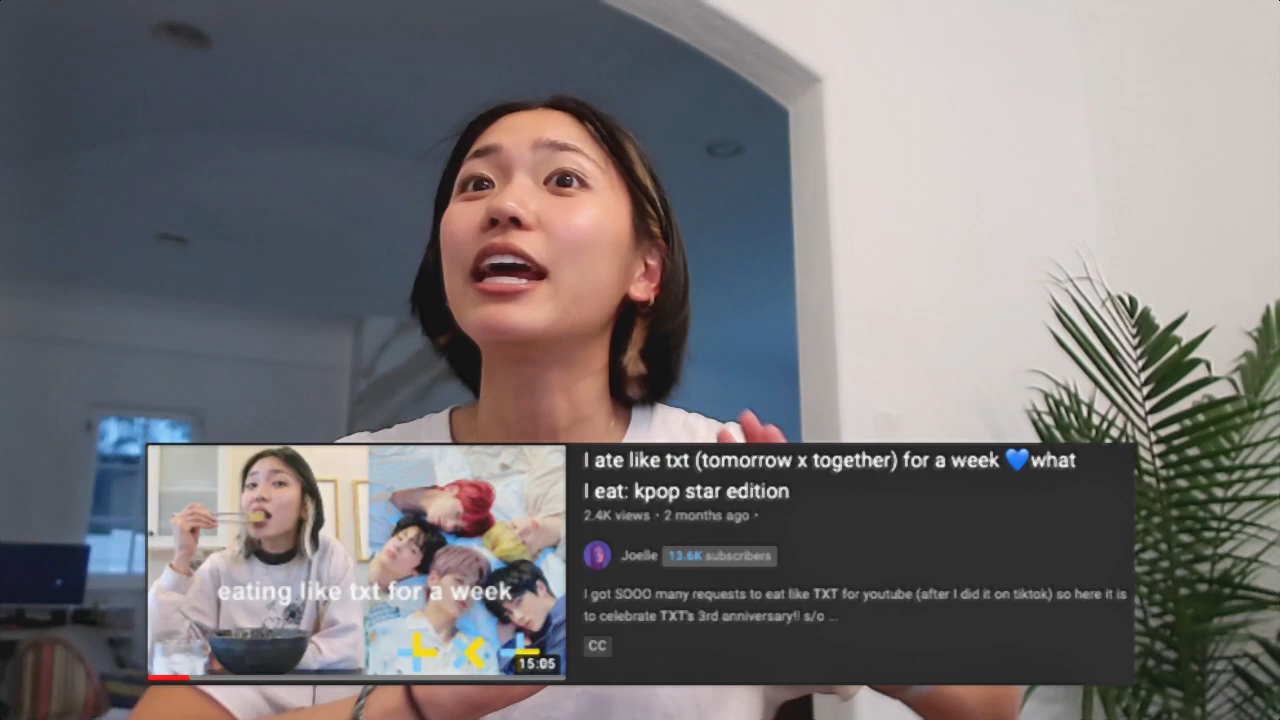 I ate like txt (tomorrow x together) for a week 💙what
I eat: kpop star edition
2.4K views • 2 months ago •
Joelle 13.6K subscribers
eating like txt for a week
I got SOOO many requests to eat like TXT for youtube (after I did it on tiktok) so here it is
to celebrate TXT's 3rd anniversary!! s/o ...
CC
15:05